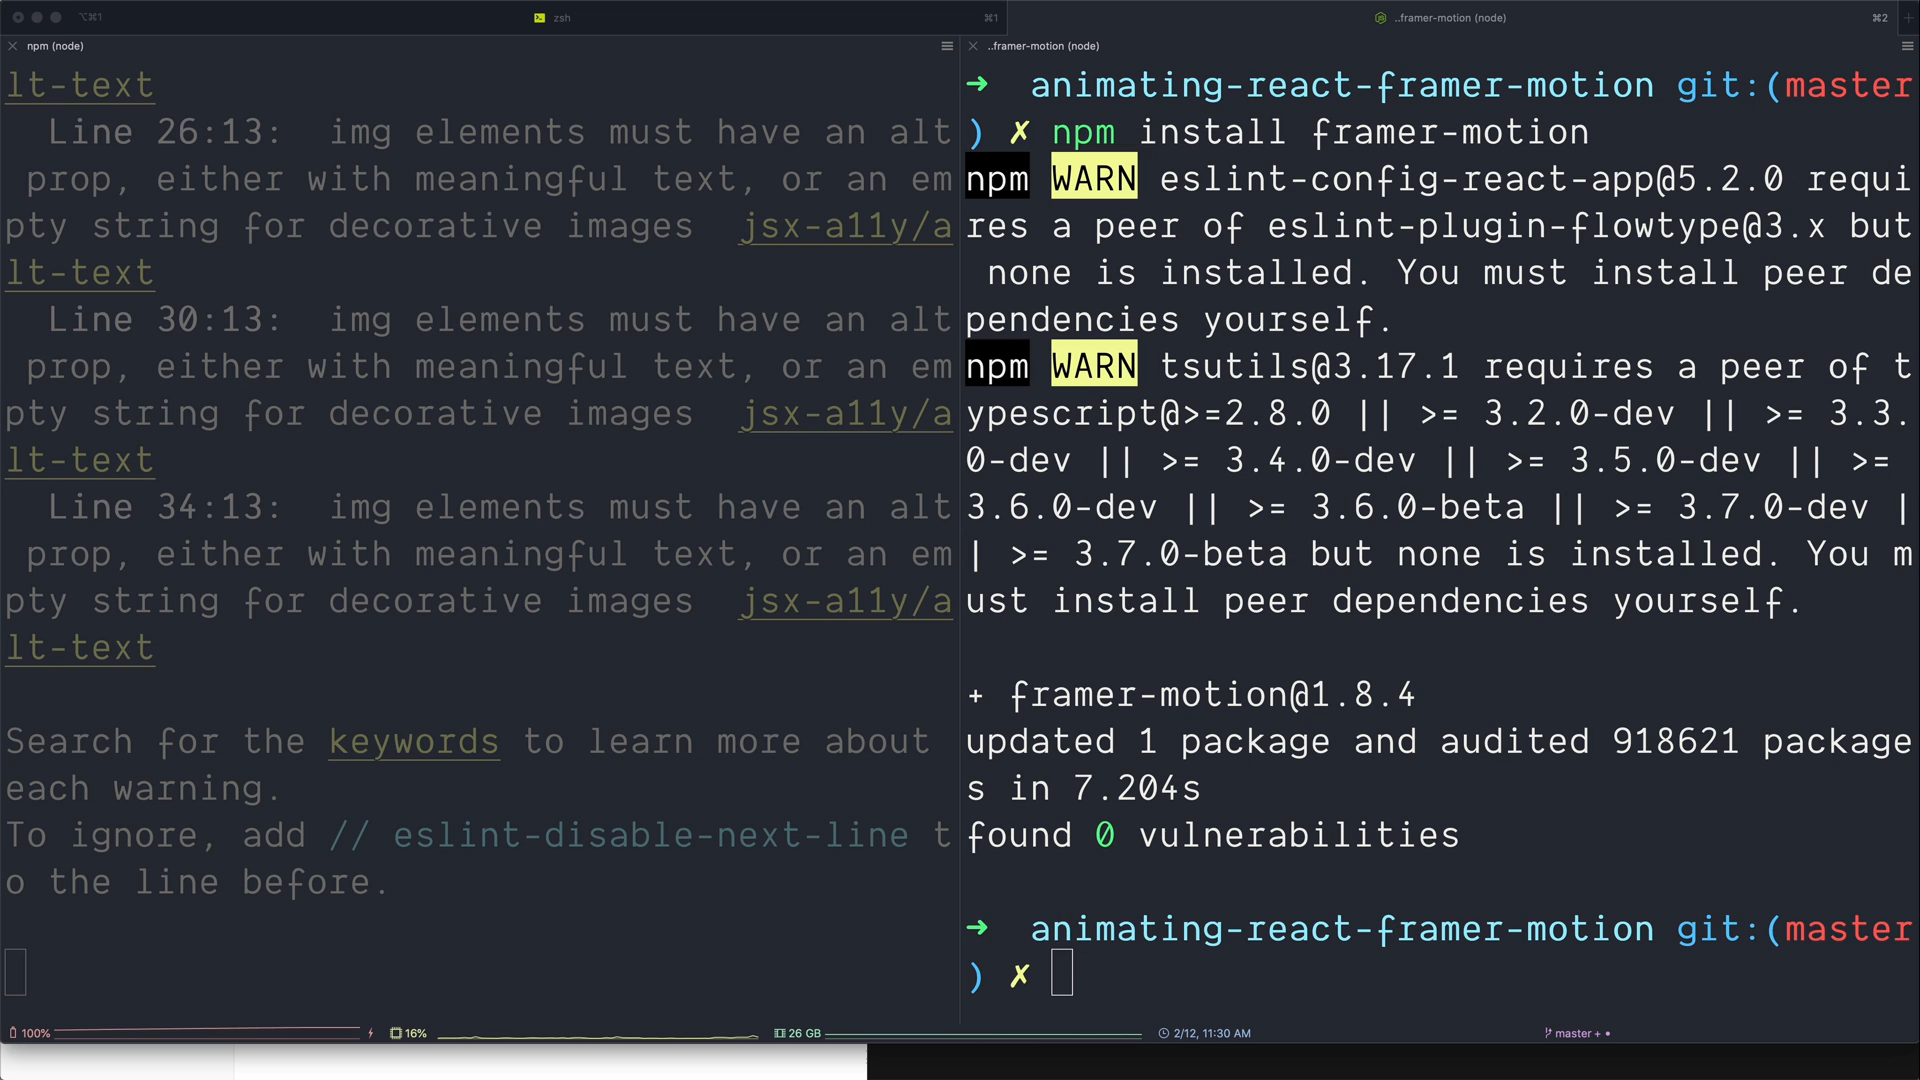 ⌥⌘1
zsh
⌘1
..framer-motion (node)
⌘2
npm (node)
lt-text
Line 26:13:  img elements must have an alt
prop, either with meaningful text, or an em
pty string for decorative images  jsx-a11y/a
lt-text
Line 30:13:  img elements must have an alt
prop, either with meaningful text, or an em
pty string for decorative images  jsx-a11y/a
lt-text
Line 34:13:  img elements must have an alt
prop, either with meaningful text, or an em
pty string for decorative images  jsx-a11y/a
lt-text
Search for the keywords to learn more about
each warning.
To ignore, add // eslint-disable-next-line t
o the line before.
..framer-motion (node)
➜  animating-react-framer-motion git:(master
) ✗ npm install framer-motion
npm WARN eslint-config-react-app@5.2.0 requi
res a peer of eslint-plugin-flowtype@3.x but
none is installed. You must install peer de
pendencies yourself.
npm WARN tsutils@3.17.1 requires a peer of t
ypescript@>=2.8.0 || >= 3.2.0-dev || >= 3.3.
0-dev || >= 3.4.0-dev || >= 3.5.0-dev || >=
3.6.0-dev || >= 3.6.0-beta || >= 3.7.0-dev |
| >= 3.7.0-beta but none is installed. You m
ust install peer dependencies yourself.
+ framer-motion@1.8.4
updated 1 package and audited 918621 package
s in 7.204s
found 0 vulnerabilities
➜  animating-react-framer-motion git:(master
) ✗
100%
16%
26 GB
2/12, 11:30 AM
master + •